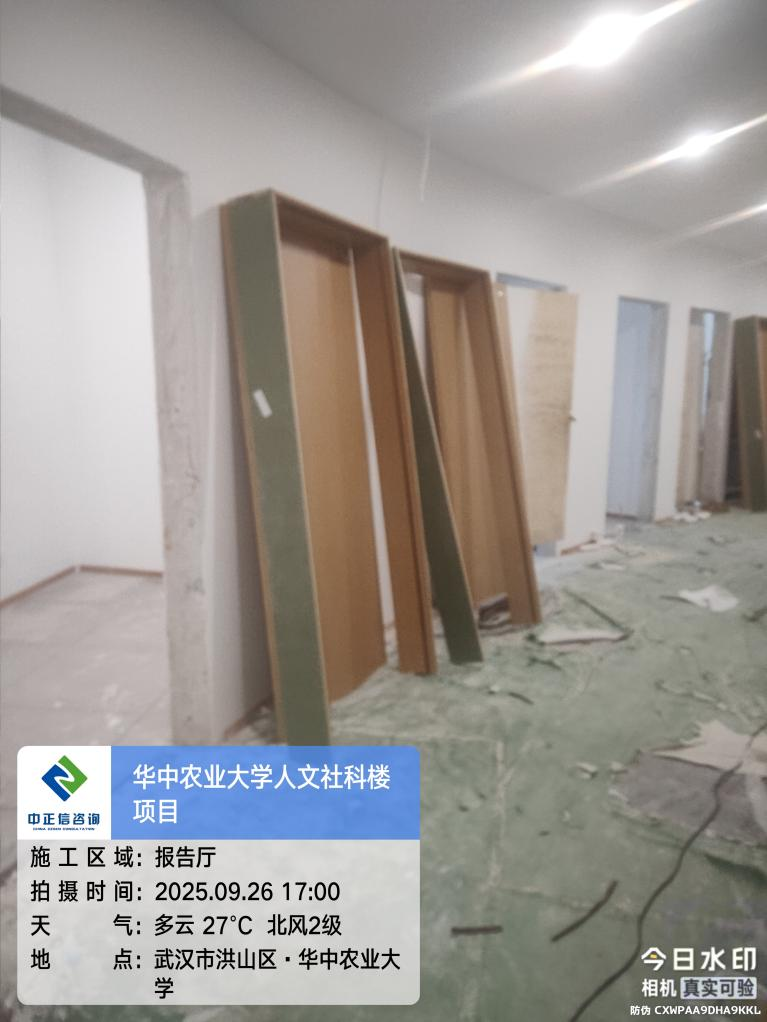 中正信咨询
CHINA ZXINN CONSULTATION
华中农业大学人文社科楼
项目
施工区域：报告厅
拍摄时间：2025.09.26 17:00
天气：多云 27℃ 北风2级
地点：武汉市洪山区·华中农业大
学
今日水印
相机 真实可验
防伪 CXWPAA9DHA9KKL